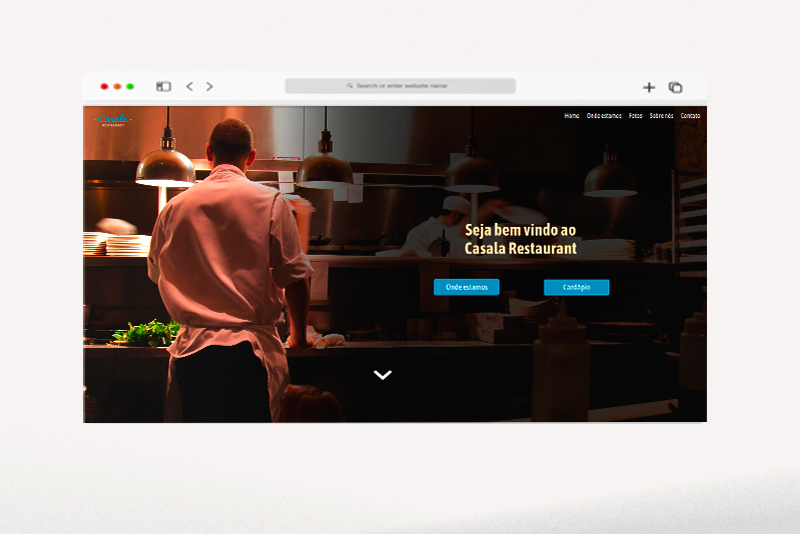 Search or enter website name
Casala
RESTAURANT
Home Onde estamos Fotos Sobre nós Contato
Seja bem vindo ao
Casala Restaurant
Onde estamos Cardápio